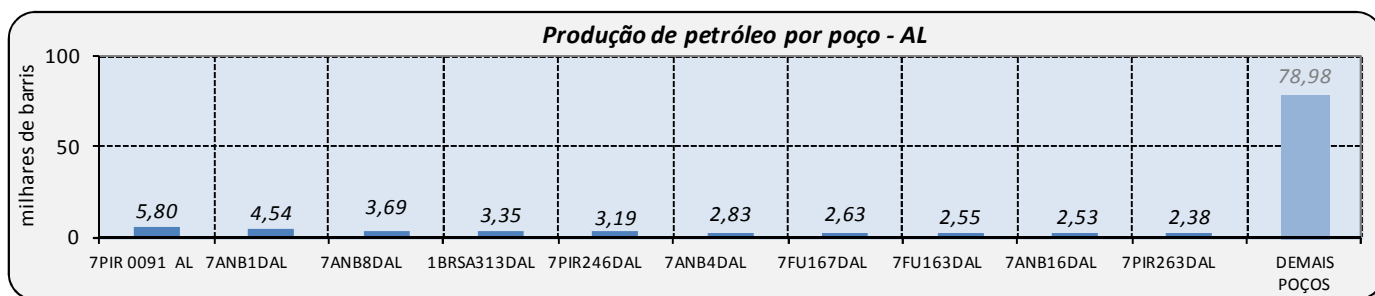 Produção de petróleo por poço - AL
milhares de barris
100
50
0
5,80 4,54 3,69 3,35 3,19 2,83 2,63 2,55 2,53 2,38 78,98
7PIR 0091 AL 7ANB1DAL 7ANB8DAL 1BRSA313DAL 7PIR246DAL 7ANB4DAL 7FU167DAL 7FU163DAL 7ANB16DAL 7PIR263DAL DEMAIS
POÇOS